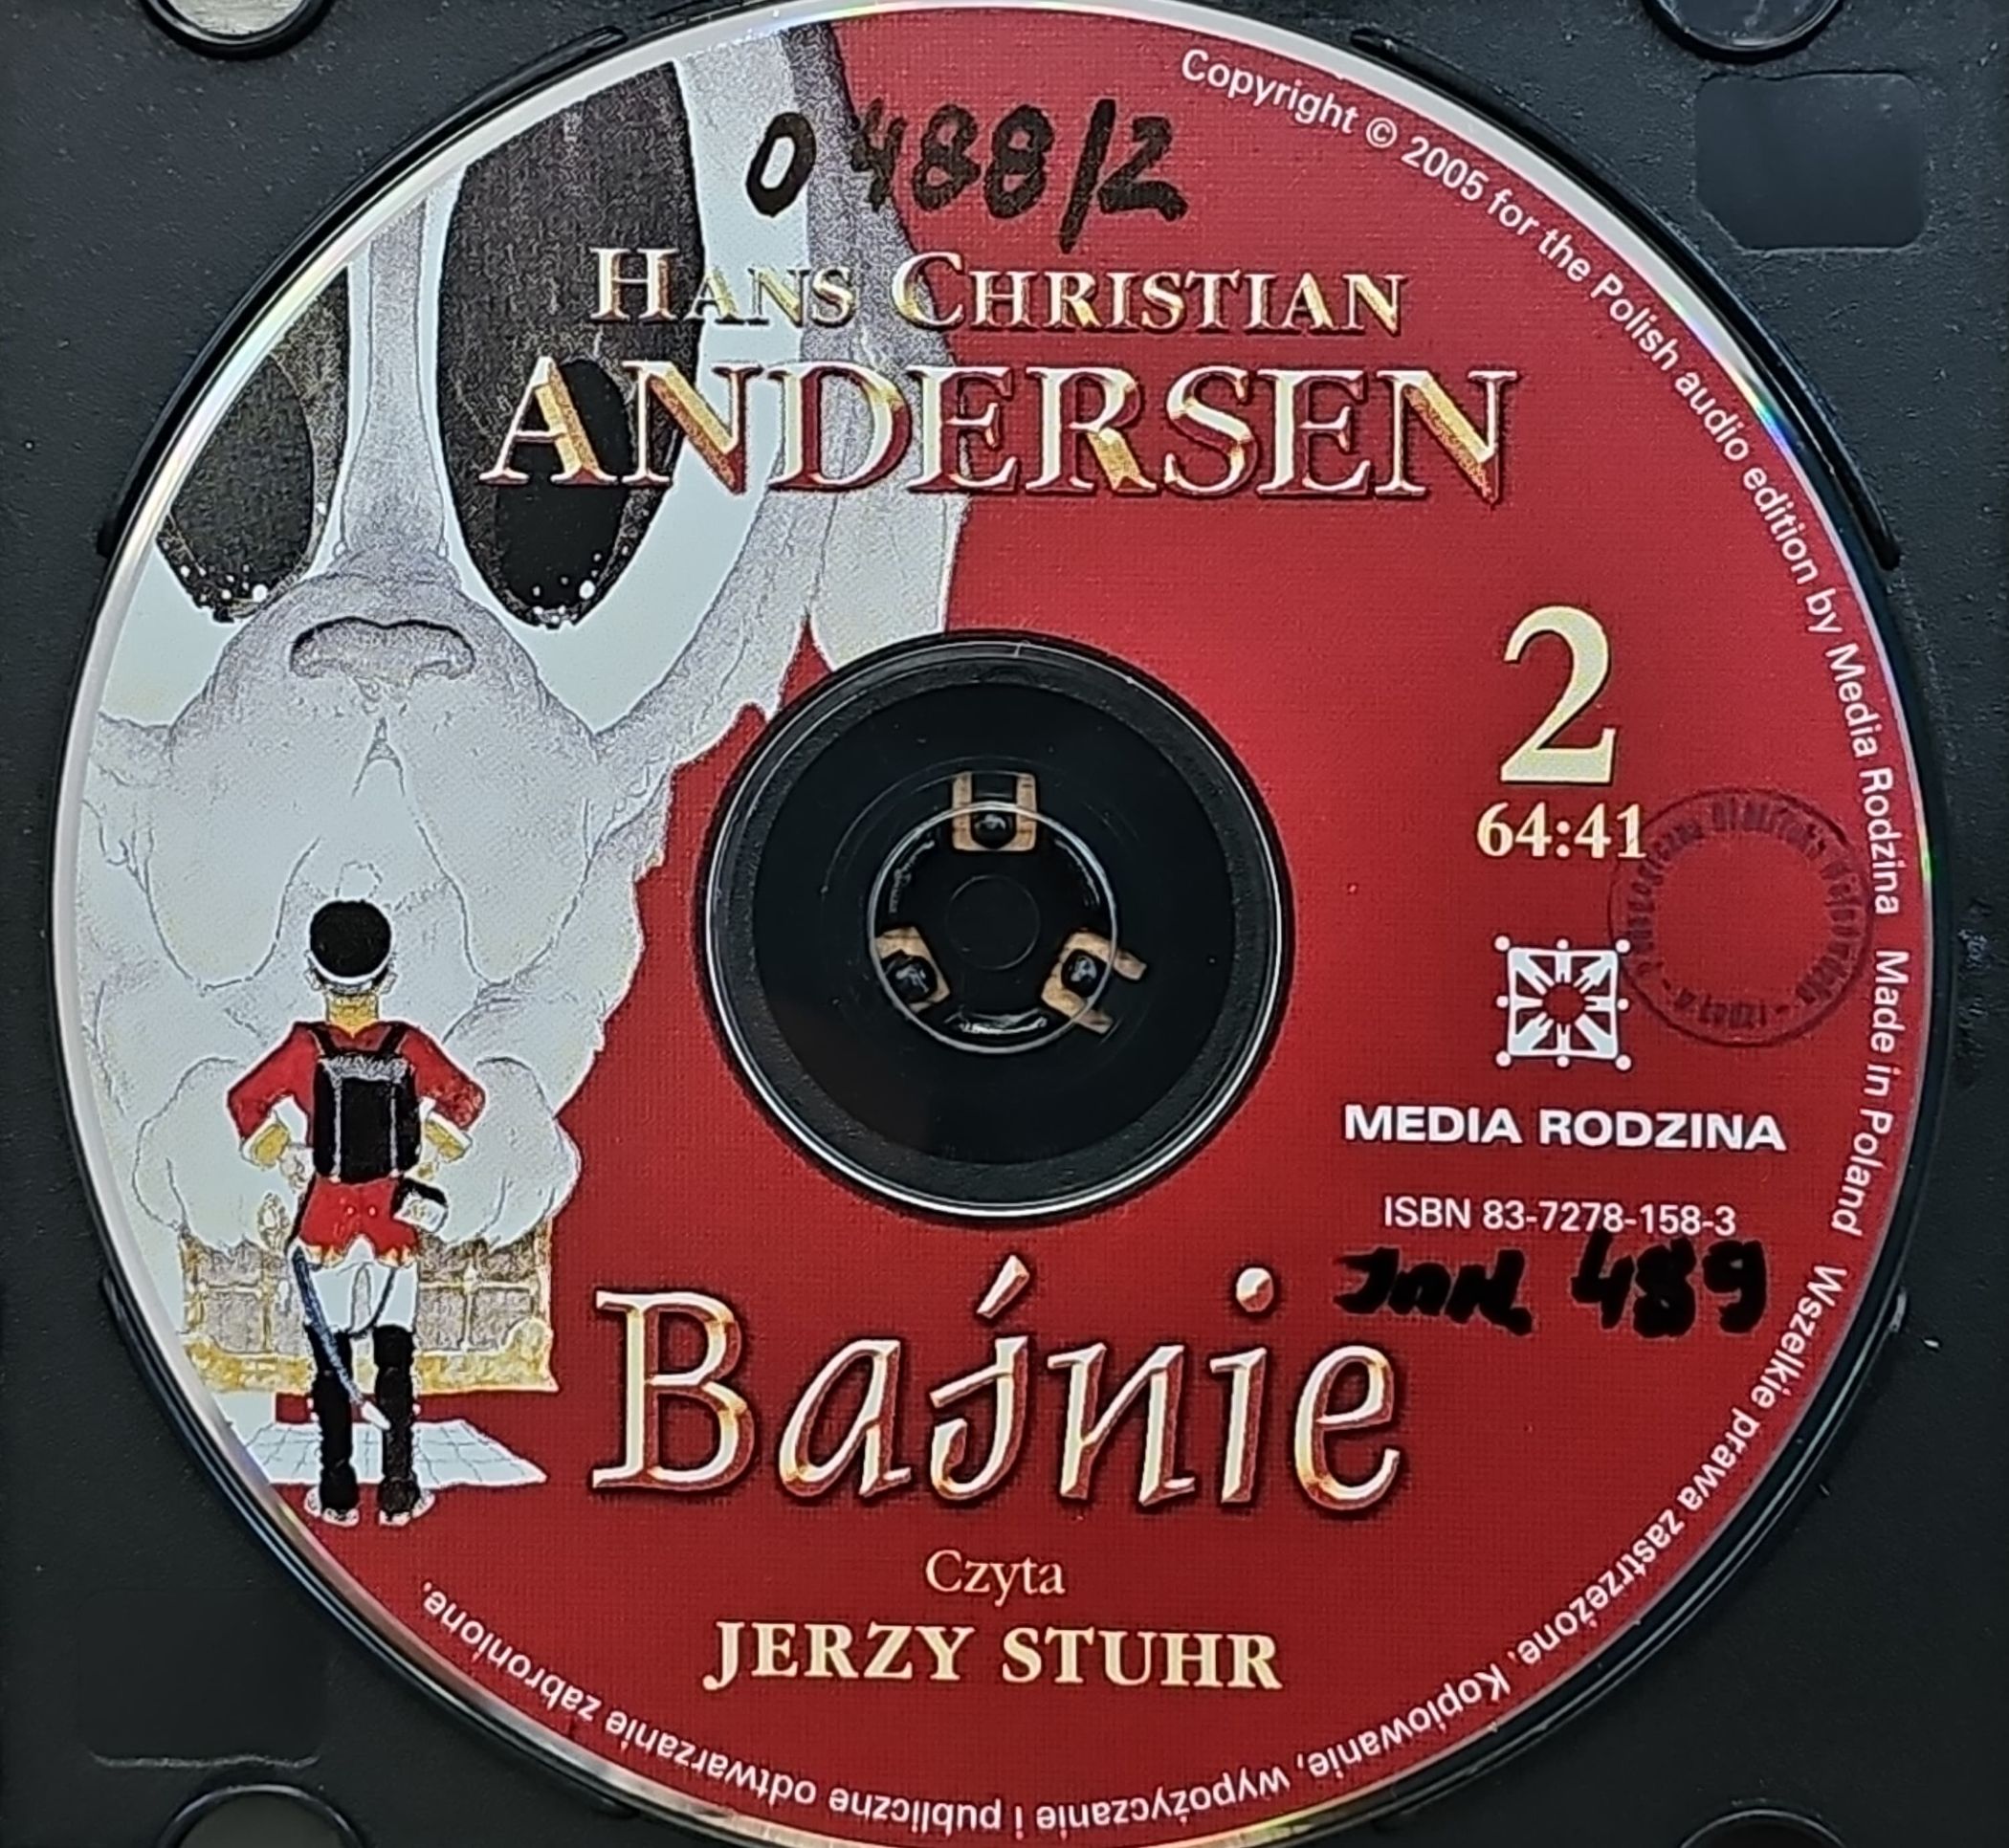 0488/2
HANS CHRISTIAN
ANDERSEN
2
64:41
MEDIA RODZINA
ISBN 83-7278-158-3
489
Baśnie
Czyta
JERZY STUHR
Copyright © 2005 for the Polish audio edition by Media Rodzina Made in Poland Wszelkie prawa zastrzeżone. Kopiowanie, wypożyczanie i publiczne odtwarzanie zabronione.